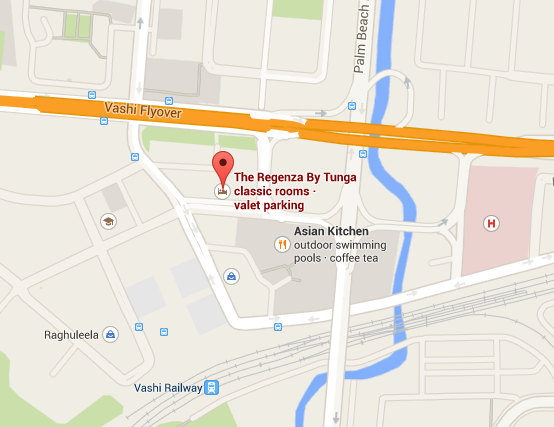 Palm Beach
Vashi Flyover
The Regenza By Tunga
classic rooms ·
valet parking
Asian Kitchen
outdoor swimming
pools · coffee tea
H
Raghuleela
Vashi Railway